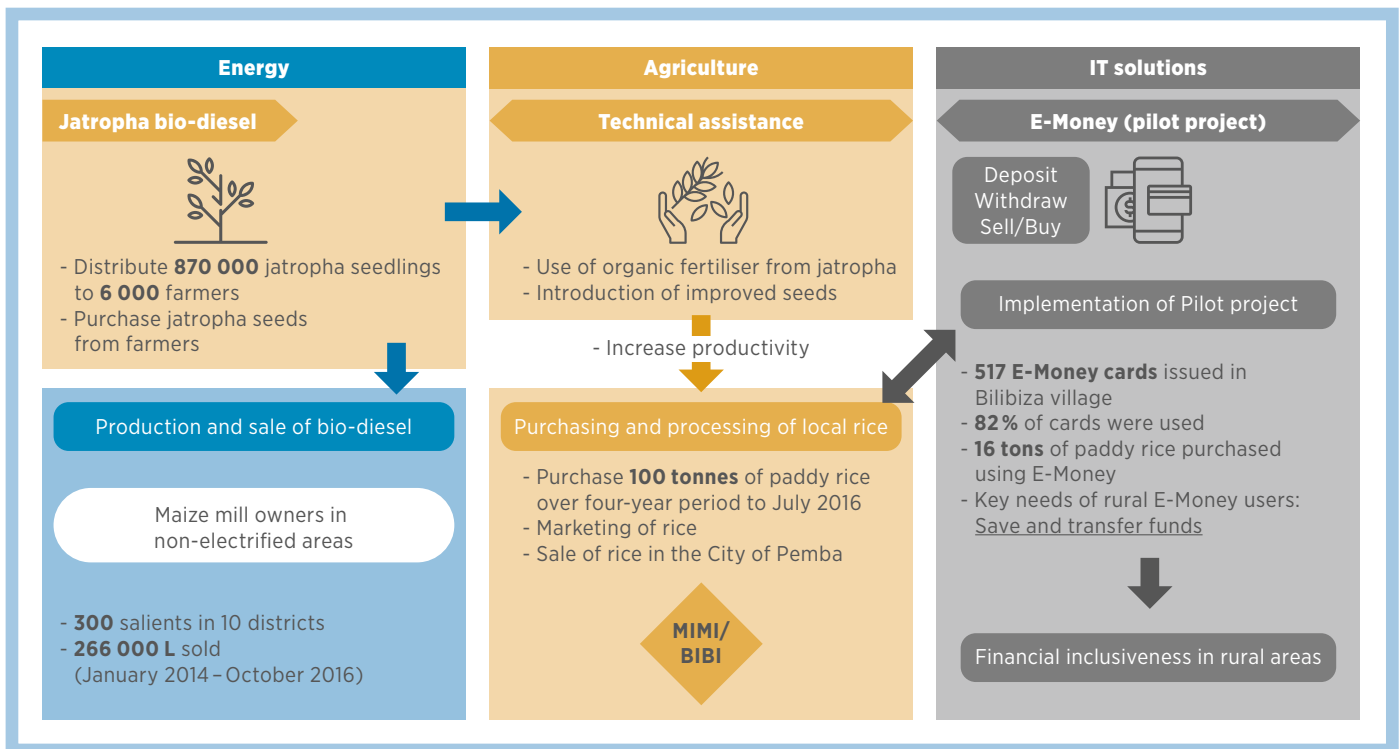 Energy
Jatropha bio-diesel
- Distribute 870 000 jatropha seedlings
to 6 000 farmers
- Purchase jatropha seeds
from farmers
Production and sale of bio-diesel
Maize mill owners in
non-electrified areas
- 300 salients in 10 districts
- 266 000 L sold
(January 2014 – October 2016)
Agriculture
Technical assistance
- Use of organic fertiliser from jatropha
- Introduction of improved seeds
- Increase productivity
Purchasing and processing of local rice
- Purchase 100 tonnes of paddy rice
over four-year period to July 2016
- Marketing of rice
- Sale of rice in the City of Pemba
MIMI/
BIBI
IT solutions
E-Money (pilot project)
Deposit
Withdraw
Sell/Buy
$
Implementation of Pilot project
- 517 E-Money cards issued in
Bilibiza village
- 82% of cards were used
- 16 tons of paddy rice purchased
using E-Money
- Key needs of rural E-Money users:
Save and transfer funds
Financial inclusiveness in rural areas